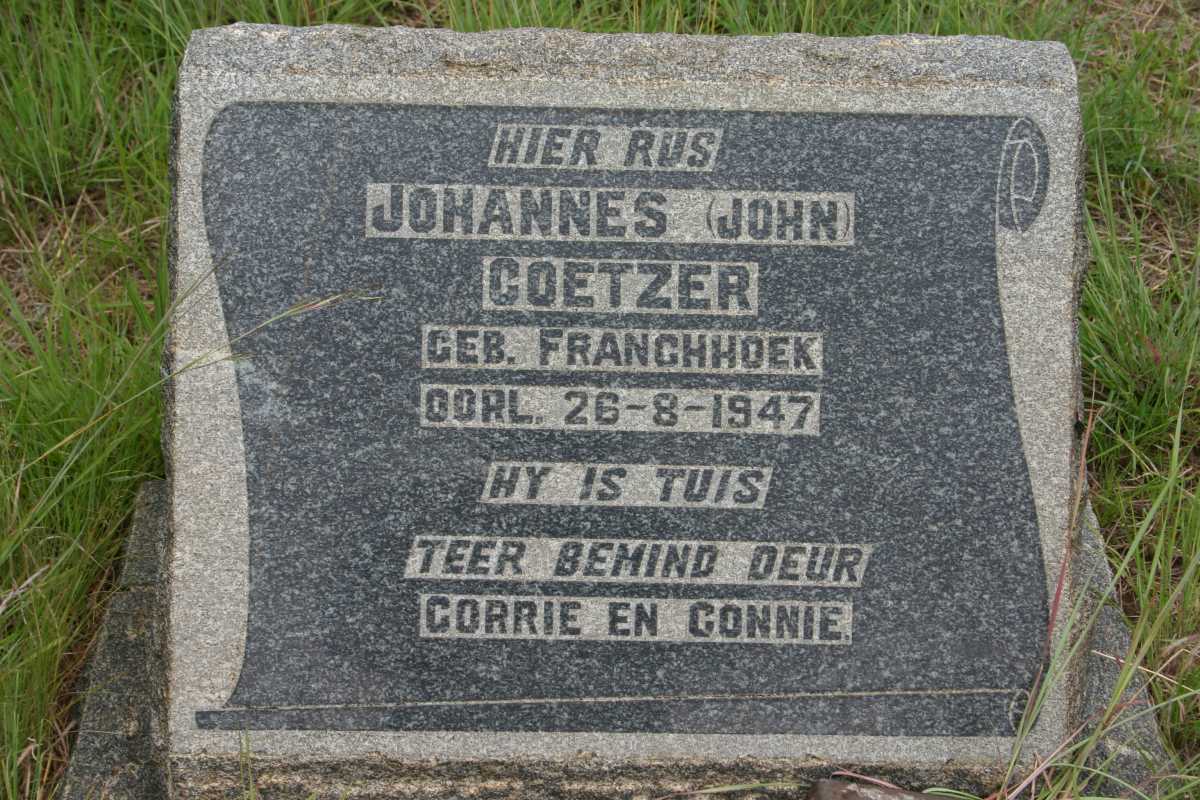 HIER RUS
JOHANNES (JOHN)
COETZER
GEB. FRANCHHOEK
OORL. 26-8-1947
HY IS TUIS
TEER BEMIND DEUR
CORRIE EN CONNIE.